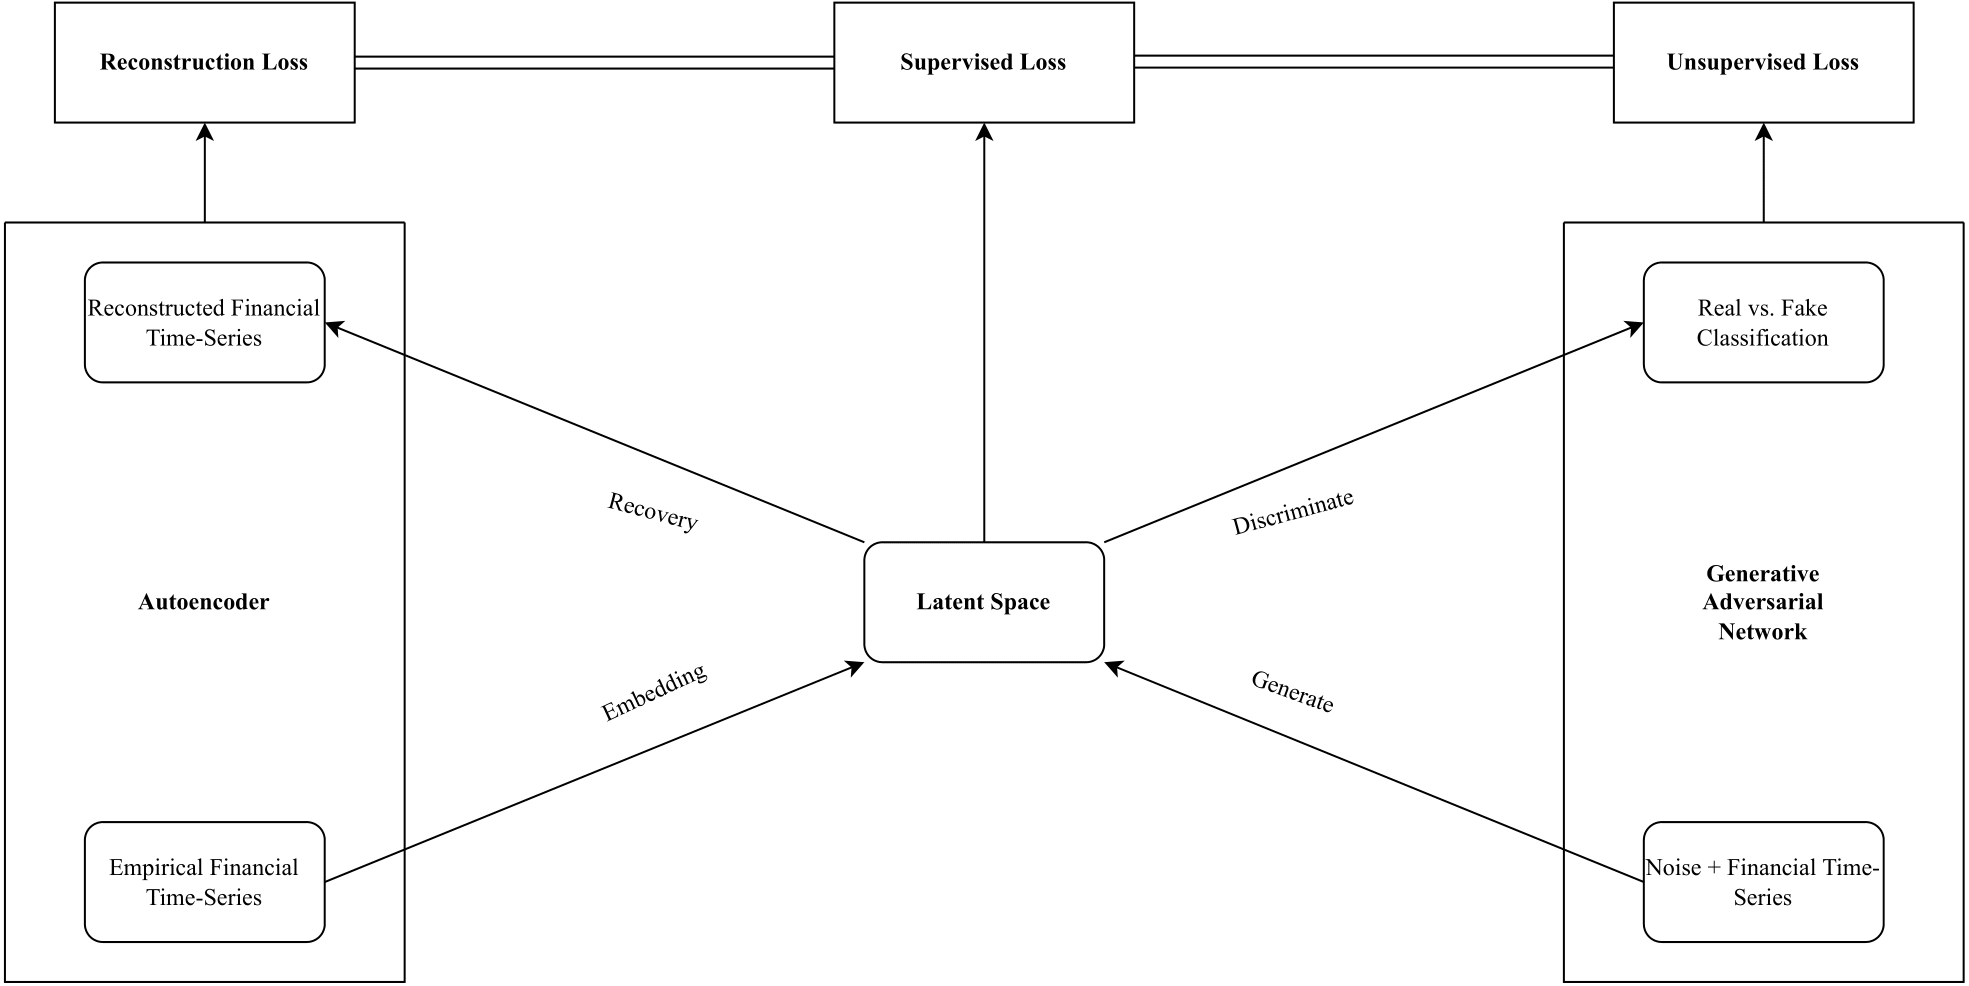 Reconstruction Loss
Supervised Loss
Unsupervised Loss
Reconstructed Financial
Time-Series
Real vs. Fake
Classification
Recovery
Discriminate
Autoencoder
Latent Space
Generative
Adversarial
Network
Embedding
Generate
Empirical Financial
Time-Series
Noise + Financial Time-
Series